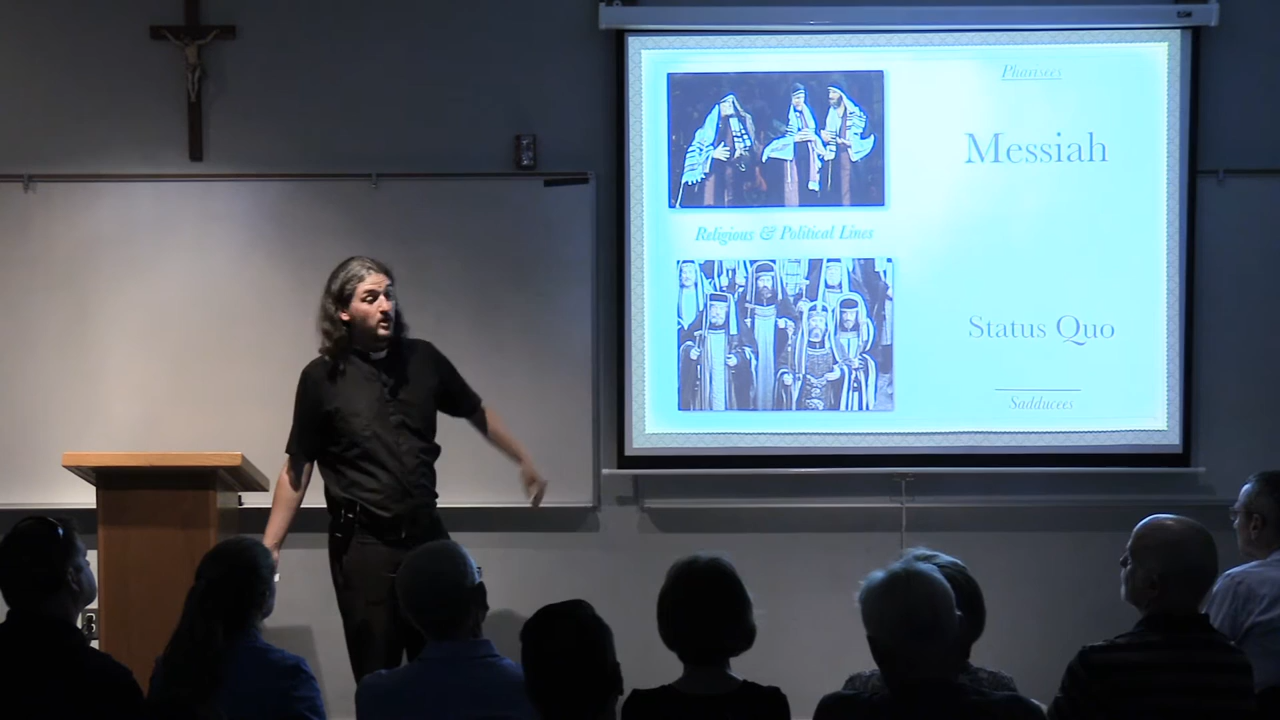 Pharisees
Messiah
Religious & Political Lines
Status Quo
Sadducees